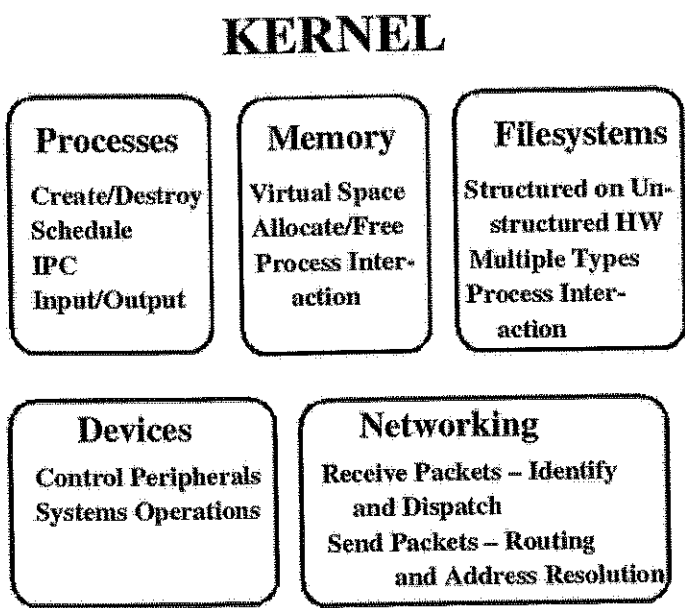 KERNEL
Processes
Create/Destroy
Schedule
IPC
Input/Output
Memory
Virtual Space
Allocate/Free
Process Inter-
action
Filesystems
Structured on Un-
structured HW
Multiple Types
Process Inter-
action
Devices
Control Peripherals
Systems Operations
Networking
Receive Packets – Identify
and Dispatch
Send Packets – Routing
and Address Resolution